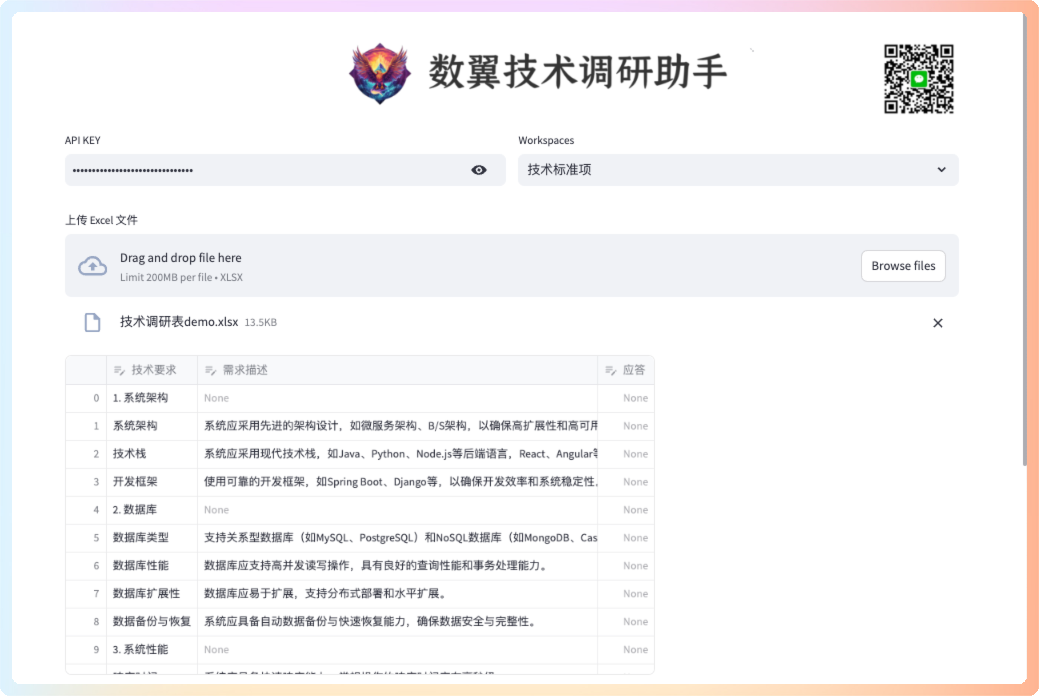 数翼技术调研助手
API KEY
Workspaces
••••••••••••••••••••••••••••••••
技术标准项
上传 Excel 文件
Drag and drop file here
Limit 200MB per file • XLSX
Browse files
技术调研表demo.xlsx 13.5KB
技术要求 需求描述 应答
0 1. 系统架构 None None
1 系统架构 系统应采用先进的架构设计，如微服务架构、B/S架构，以确保高扩展性和高可用 None
2 技术栈 系统应采用现代技术栈，如Java、Python、Node.js等后端语言，React、Angular等 None
3 开发框架 使用可靠的开发框架，如Spring Boot、Django等，以确保开发效率和系统稳定性. None
4 2. 数据库 None None
5 数据库类型 支持关系型数据库（如MySQL、PostgreSQL）和NoSQL数据库（如MongoDB、Cas None
6 数据库性能 数据库应支持高并发读写操作，具有良好的查询性能和事务处理能力。 None
7 数据库扩展性 数据库应易于扩展，支持分布式部署和水平扩展。 None
8 数据备份与恢复 系统应具备自动数据备份与快速恢复能力，确保数据安全与完整性。 None
9 3. 系统性能 None None